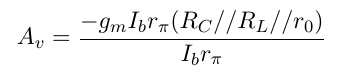 A_v = \frac{-g_m I_b r_\pi (R_C // R_L // r_0)}{I_b r_\pi}